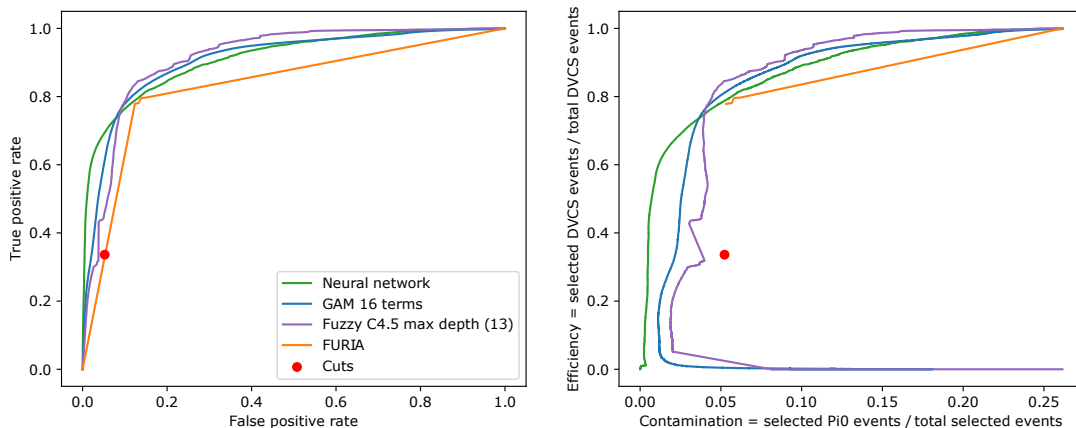 1.0
0.8
0.6
0.4
0.2
0.0
True positive rate
0.0 0.2 0.4 0.6 0.8 1.0
False positive rate
Neural network
GAM 16 terms
Fuzzy C4.5 max depth (13)
FURIA
Cuts
1.0
0.8
0.6
0.4
0.2
0.0
Efficiency = selected DVCS events / total DVCS events
0.00 0.05 0.10 0.15 0.20 0.25
Contamination = selected Pi0 events / total selected events